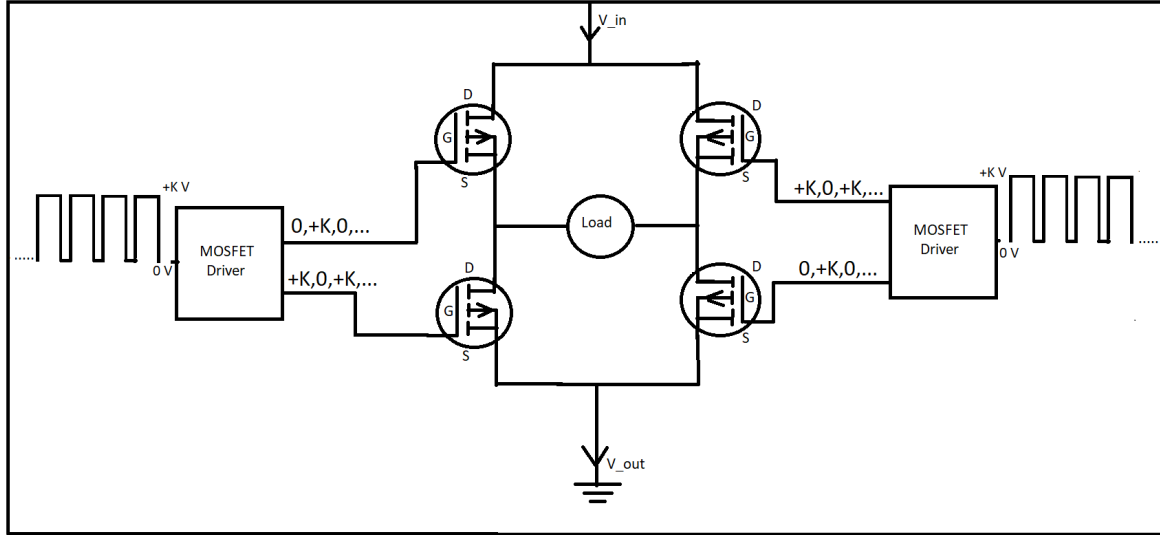 V_in
D
G
S
D
G
S
+K V
.....
0 V
MOSFET
Driver
0,+K,0,...
+K,0,+K,...
Load
D
G
S
D
G
S
+K,0,+K,...
0,+K,0,...
MOSFET
Driver
+K V
0 V
.....
V_out